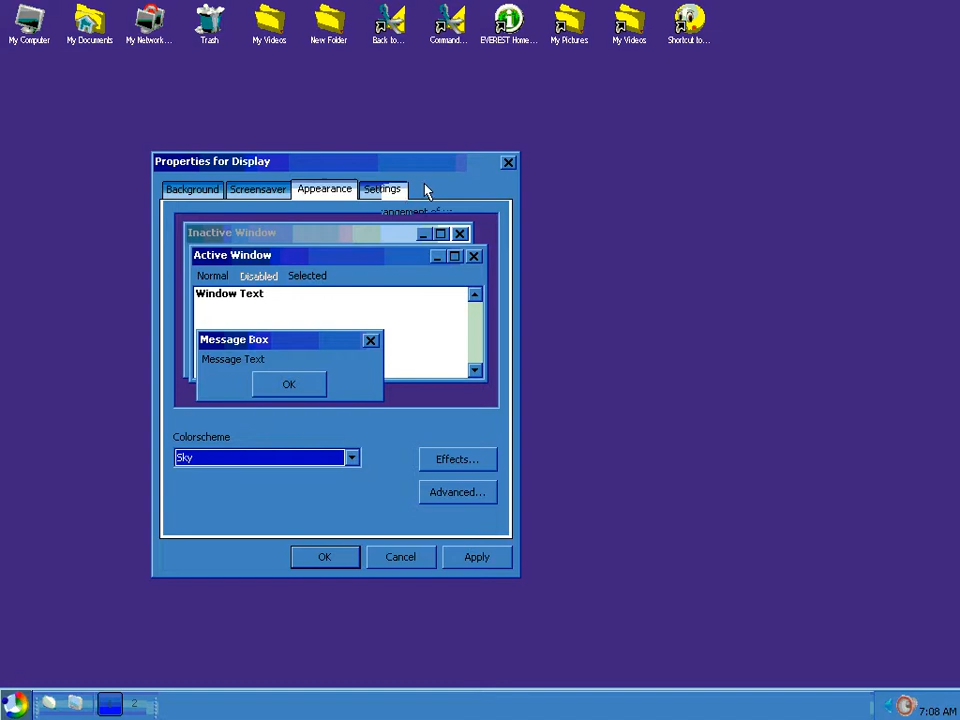 My Computer
My Documents
My Network...
Trash
My Videos
New Folder
Back to...
Command...
EVEREST Home...
My Pictures
My Videos
Shortcut to...
Properties for Display
Background
Screensaver
Appearance
Settings
Inactive Window
Active Window
Normal
Disabled
Selected
Window Text
Message Box
Message Text
OK
Colorscheme
Sky
Effects...
Advanced...
OK
Cancel
Apply
2
7:08 AM